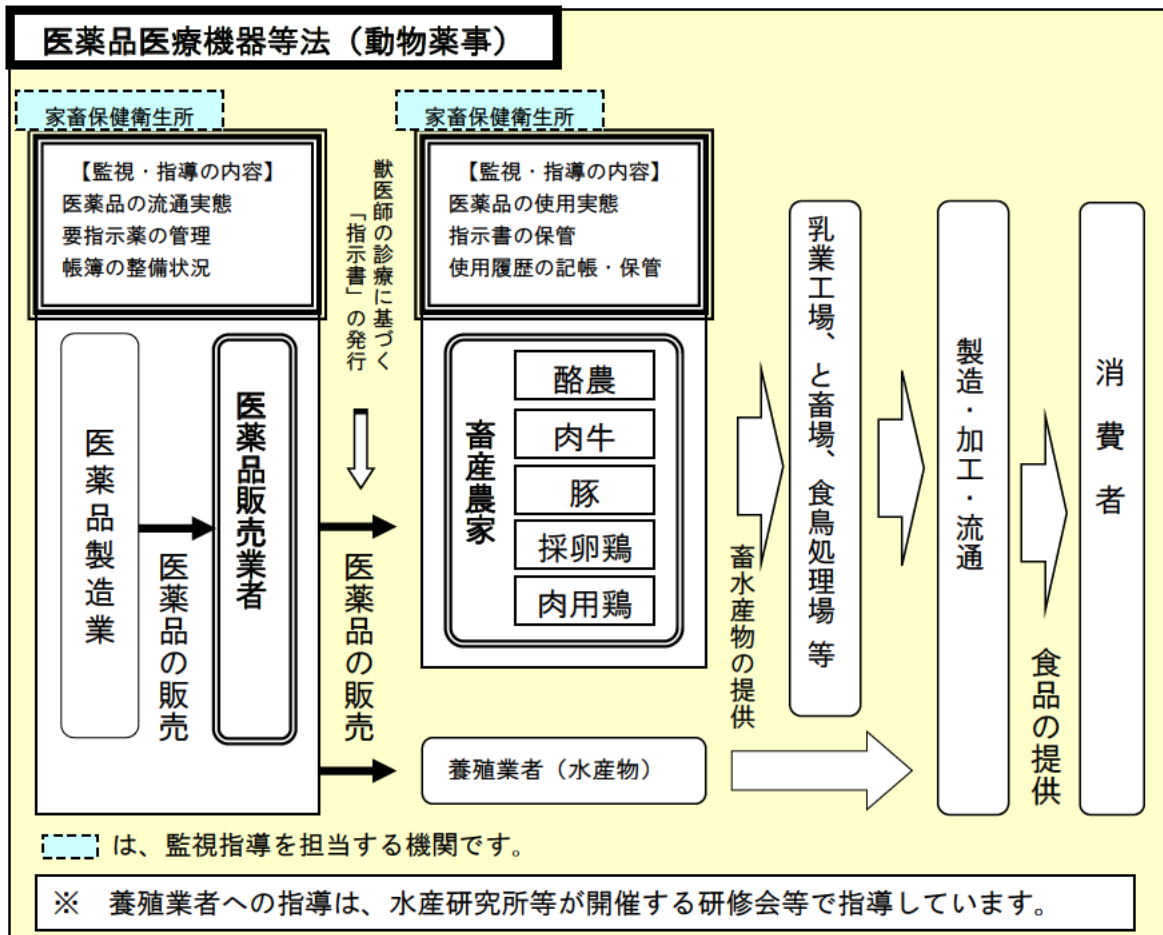 医薬品医療機器等法（動物薬事）
家畜保健衛生所
【監視・指導の内容】
医薬品の流通実態
要指示薬の管理
帳簿の整備状況
獣医師の診療に基づく
「指示書」の発行
家畜保健衛生所
【監視・指導の内容】
医薬品の使用実態
指示書の保管
使用履歴の記帳・保管
医薬品製造業
医薬品の販売
医薬品販売業者
医薬品の販売
畜産農家
酪農
肉牛
豚
採卵鶏
肉用鶏
養殖業者（水産物）
畜水産物の提供
乳業工場、と畜場、食鳥処理場 等
製造・加工・流通
食品の提供
消費者
は、監視指導を担当する機関です。
※　養殖業者への指導は、水産研究所等が開催する研修会等で指導しています。